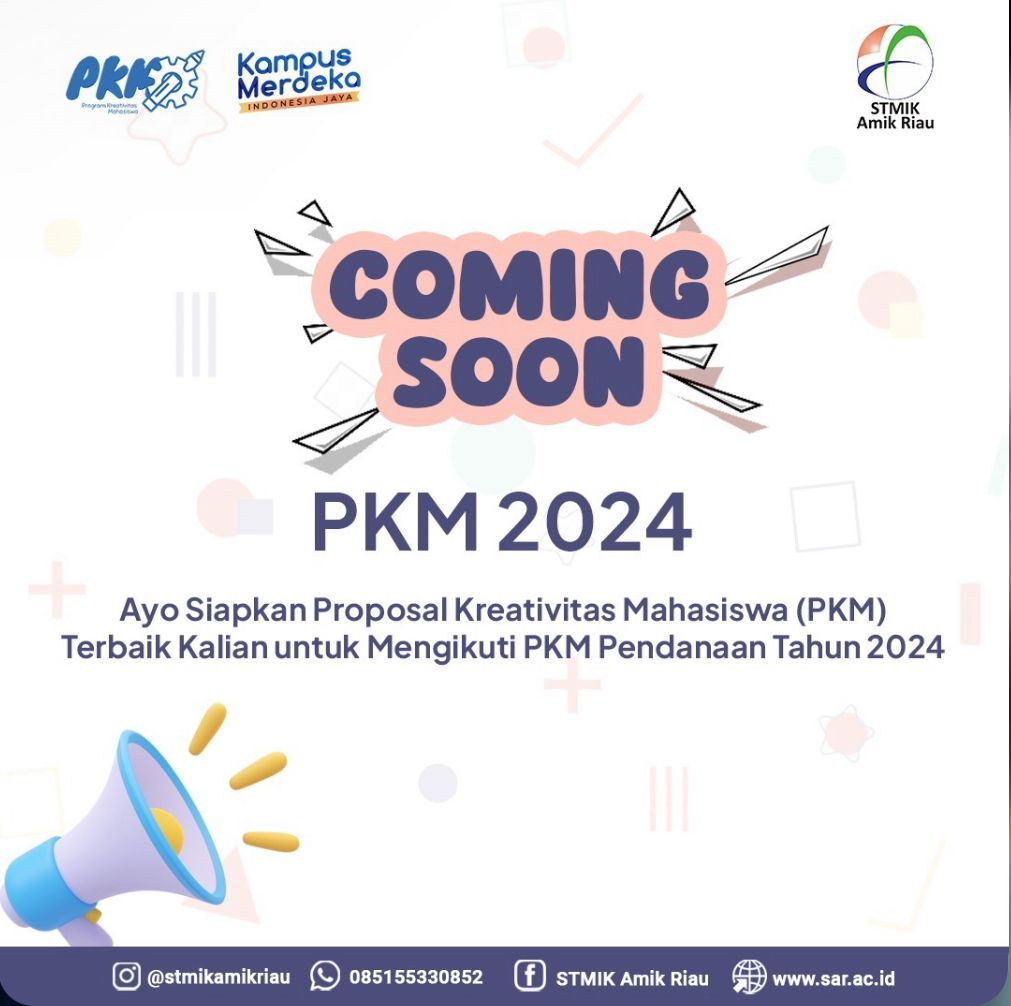 PKM
Program Kreativitas
Mahasiswa
Kampus
Merdeka
INDONESIA JAYA
STMIK
Amik Riau
COMING
SOON
PKM 2024
Ayo Siapkan Proposal Kreativitas Mahasiswa (PKM)
Terbaik Kalian untuk Mengikuti PKM Pendanaan Tahun 2024
@stmikamikriau 085155330852 STMIK Amik Riau www.sar.ac.id